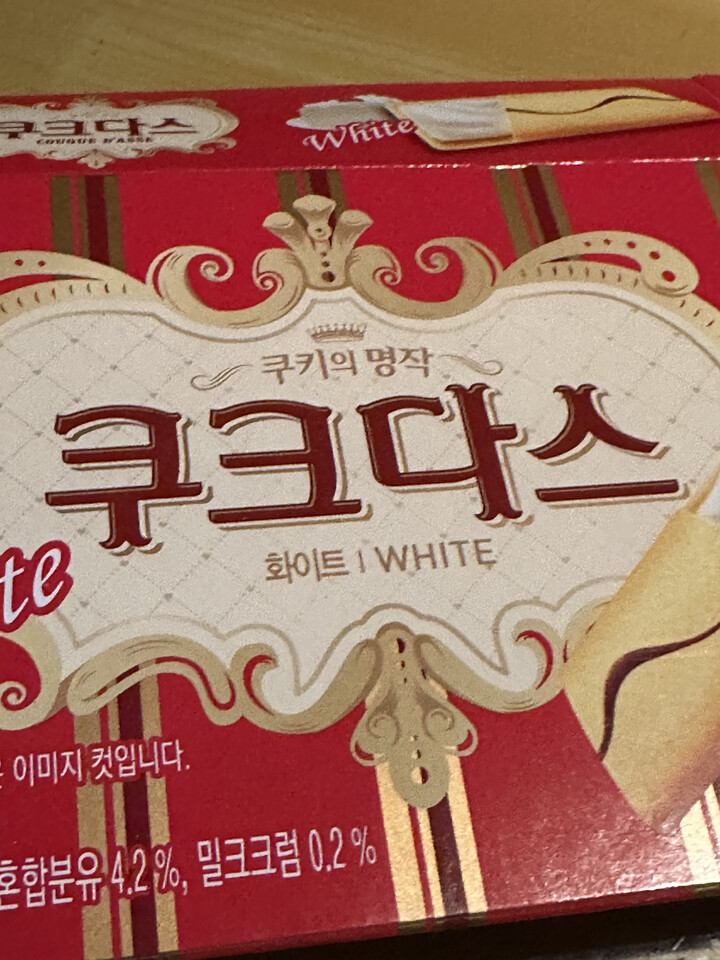 쿠크다스
COUQUE D'ASSE
White
쿠키의 명작
쿠크다스
화이트 | WHITE
이미지 컷입니다.
혼합분유 4.2%, 밀크크럼 0.2%